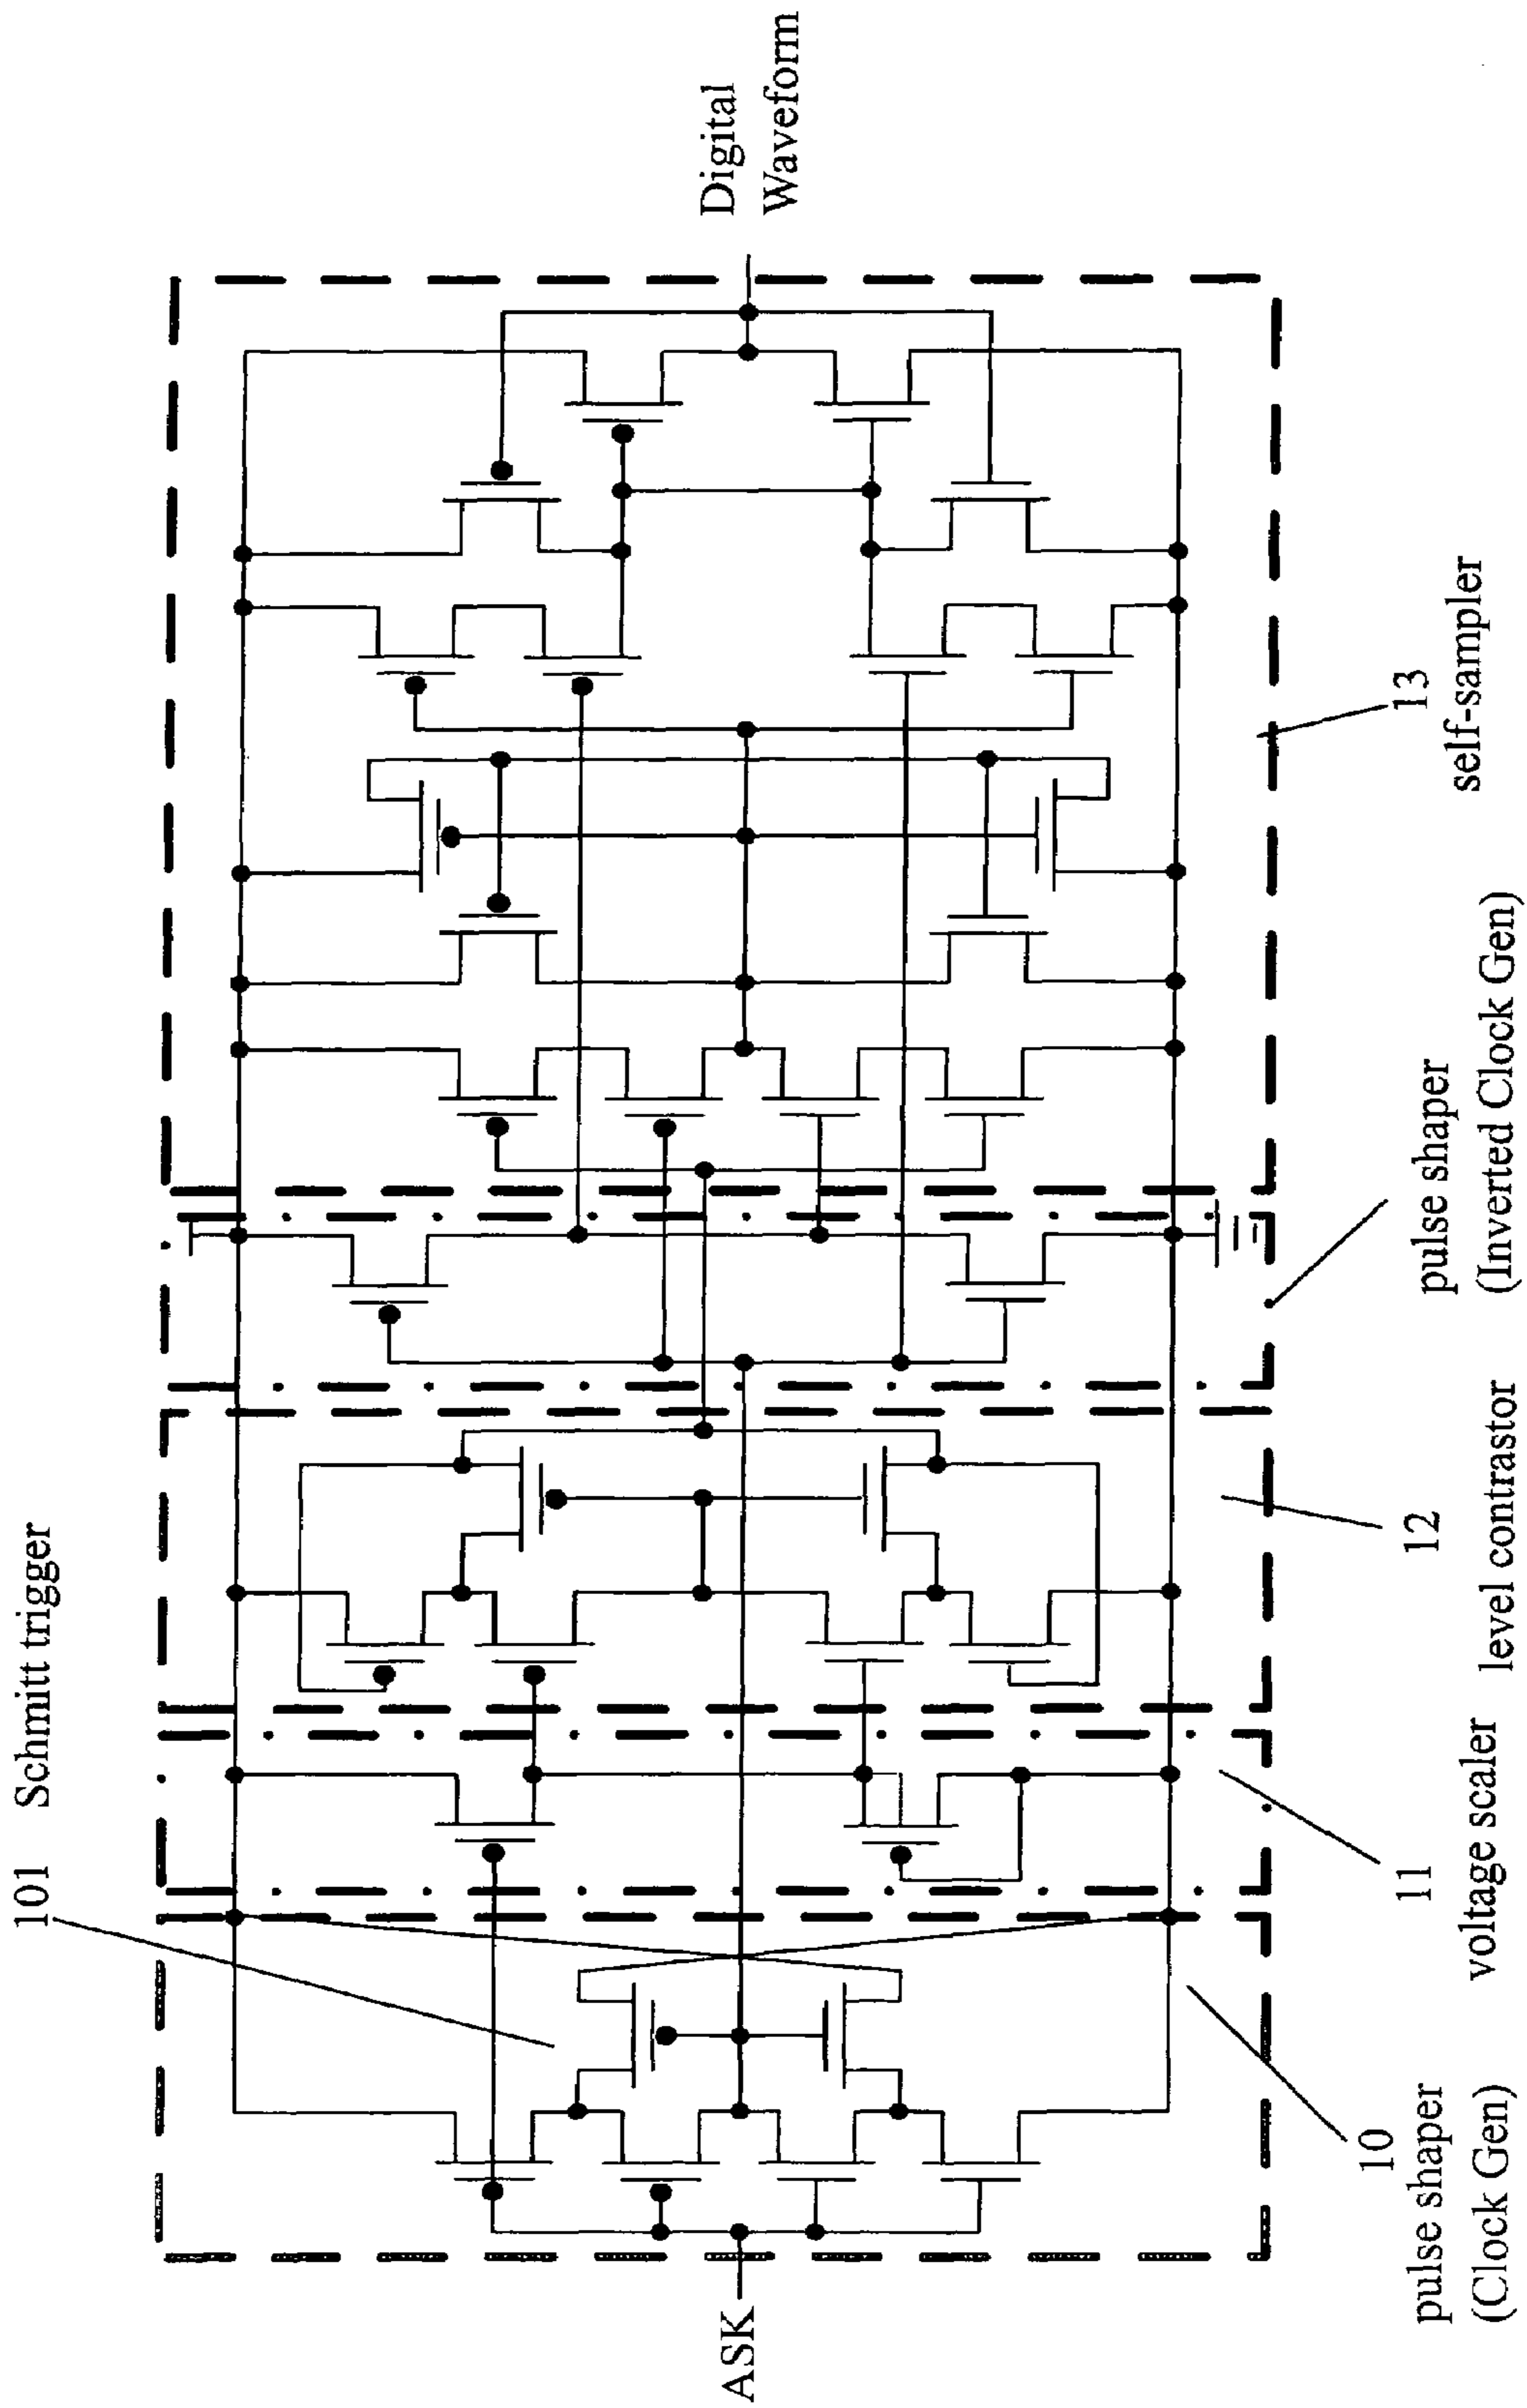 101 Schmitt trigger
ASK
Digital
Waveform
10
pulse shaper
(Clock Gen)
11
voltage scaler
12
level contrastor
pulse shaper
(Inverted Clock Gen)
13
self-sampler